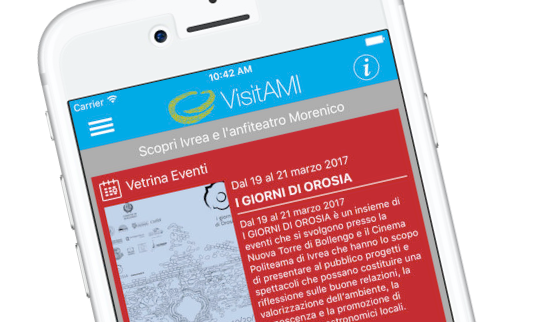 Carrier
10:42 AM
VisitAMI
Scopri Ivrea e l'anfiteatro Morenico
Vetrina Eventi
Dal 19 al 21 marzo 2017
I GIORNI DI OROSIA
Dal 19 al 21 marzo 2017
I GIORNI DI OROSIA è un insieme di
eventi che si svolgono presso la
Nuova Torre di Bollengo e il Cinema
Politeama di Ivrea che hanno lo scopo
di presentare al pubblico progetti e
spettacoli che possano costituire una
riflessione sulle buone relazioni, la
valorizzazione dell'ambiente, la
e la promozione di